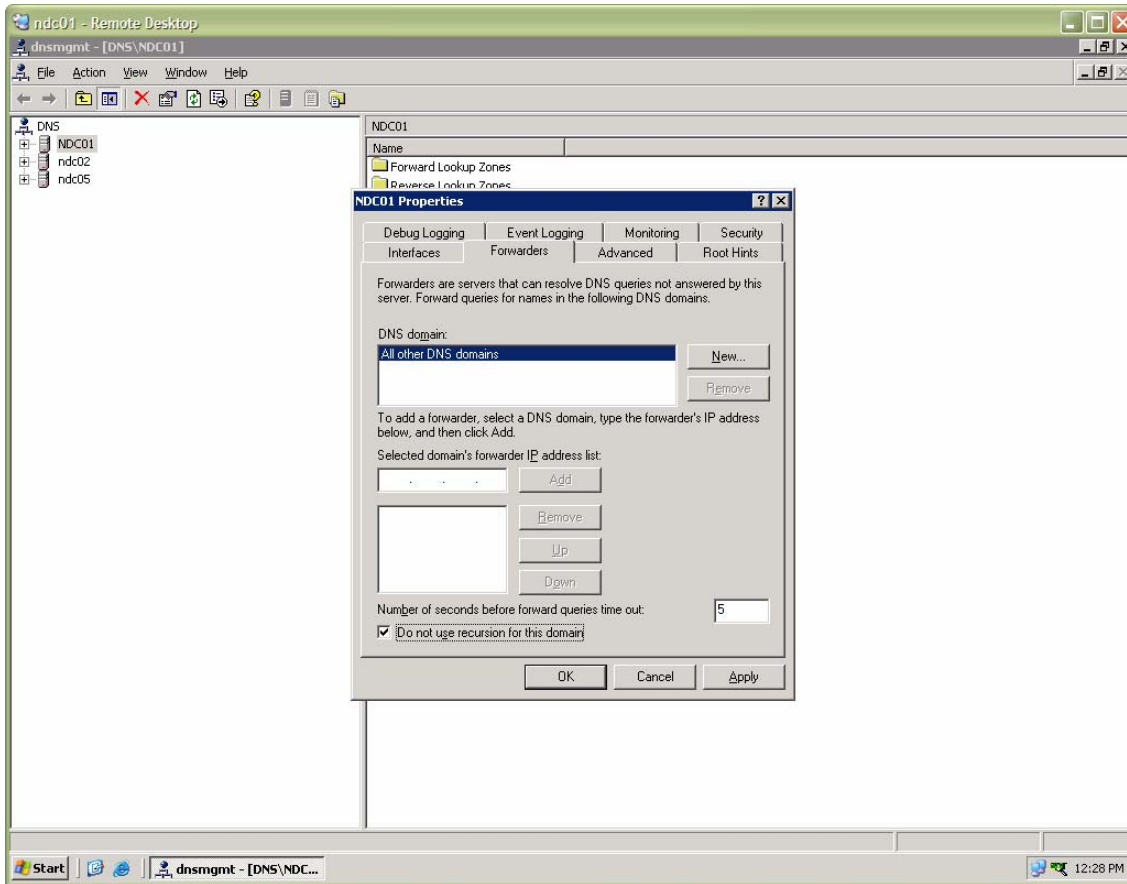 ndc01 - Remote Desktop
dnsmgmt - [DNS\NDC01]
File Action View Window Help
DNS
NDC01
ndc02
ndc05
NDC01
Name
Forward Lookup Zones
Reverse Lookup Zones
NDC01 Properties
Debug Logging Event Logging Monitoring Security
Interfaces Forwarders Advanced Root Hints
Forwarders are servers that can resolve DNS queries not answered by this
server. Forward queries for names in the following DNS domains.
DNS domain:
All other DNS domains
New...
Remove
To add a forwarder, select a DNS domain, type the forwarder's IP address
below, and then click Add.
Selected domain's forwarder IP address list:
. . .
Add
Remove
Up
Down
Number of seconds before forward queries time out: 5
Do not use recursion for this domain
OK Cancel Apply
Start dnsmgmt - [DNS\NDC... 12:28 PM